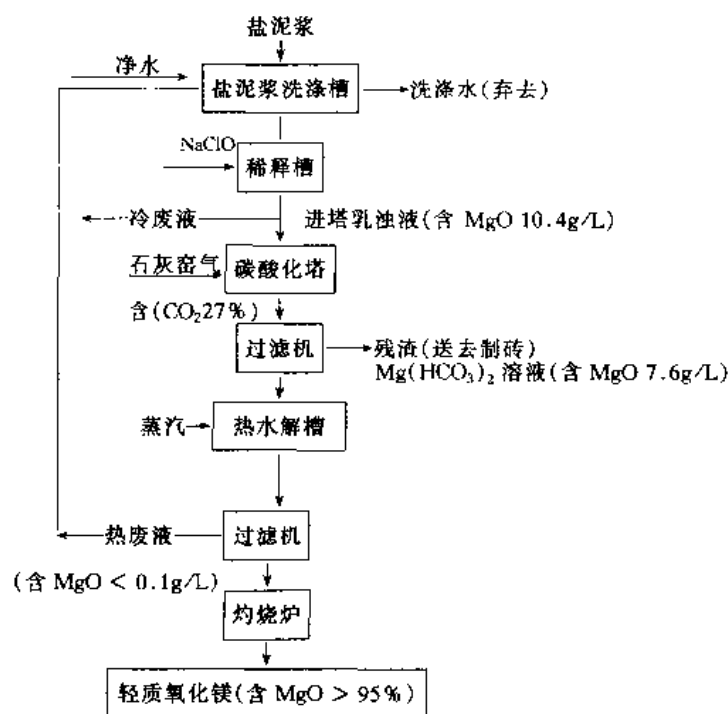 盐泥浆
净水
盐泥浆洗涤槽
洗涤水(弃去)
NaClO
稀释槽
冷废液
进塔乳浊液(含 MgO 10.4g/L)
石灰窑气
碳酸化塔
含(CO₂27%)
过滤机
残渣(送去制砖)
Mg(HCO₃)₂ 溶液(含 MgO 7.6g/L)
蒸汽
热水解槽
热废液
过滤机
(含 MgO < 0.1g/L)
灼烧炉
轻质氧化镁(含 MgO > 95%)